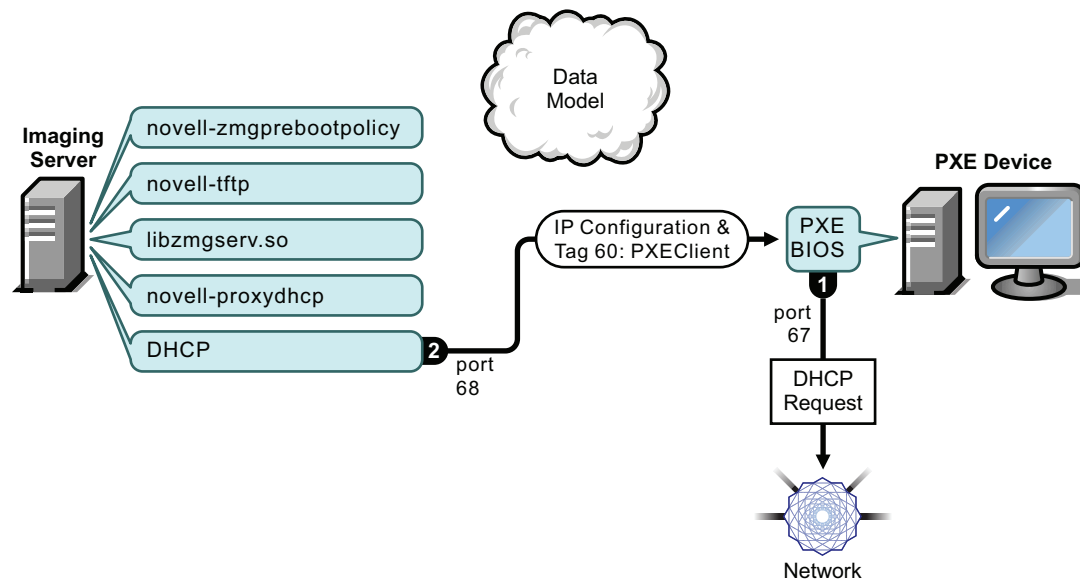 Data
Model
Imaging
Server
novell-zmgprebootpolicy
novell-tftp
libzmgserv.so
novell-proxydhcp
DHCP
2
port
68
IP Configuration &
Tag 60: PXEClient
PXE
BIOS
PXE Device
1
port
67
DHCP
Request
Network